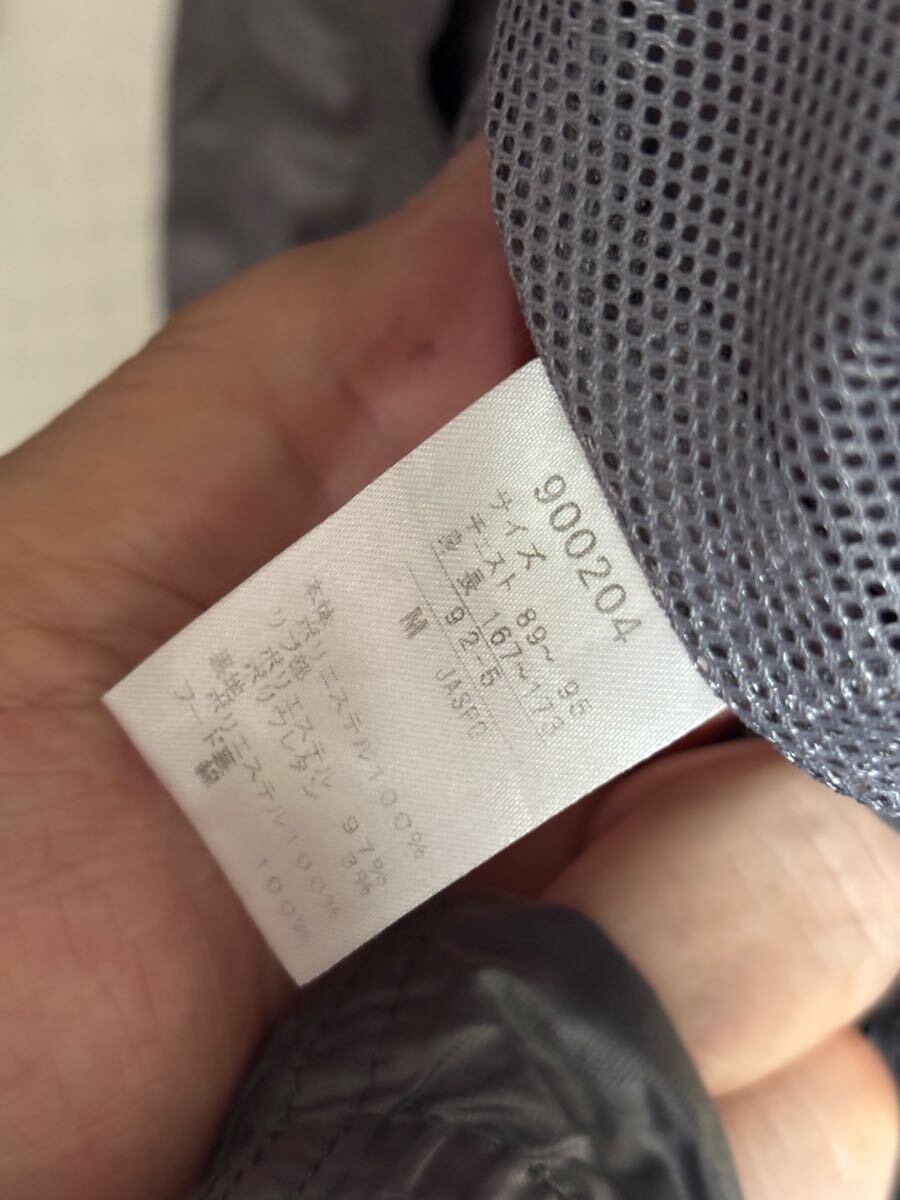 900204
サイズ
チェスト 89~ 95
身長 167~173
92-5
M JASPO
本体 ポリエステル100%
リブ部 ポリエステル 97%
ポリウレタン 3%
裏地ポリエステル100%
フード裏綿 100%